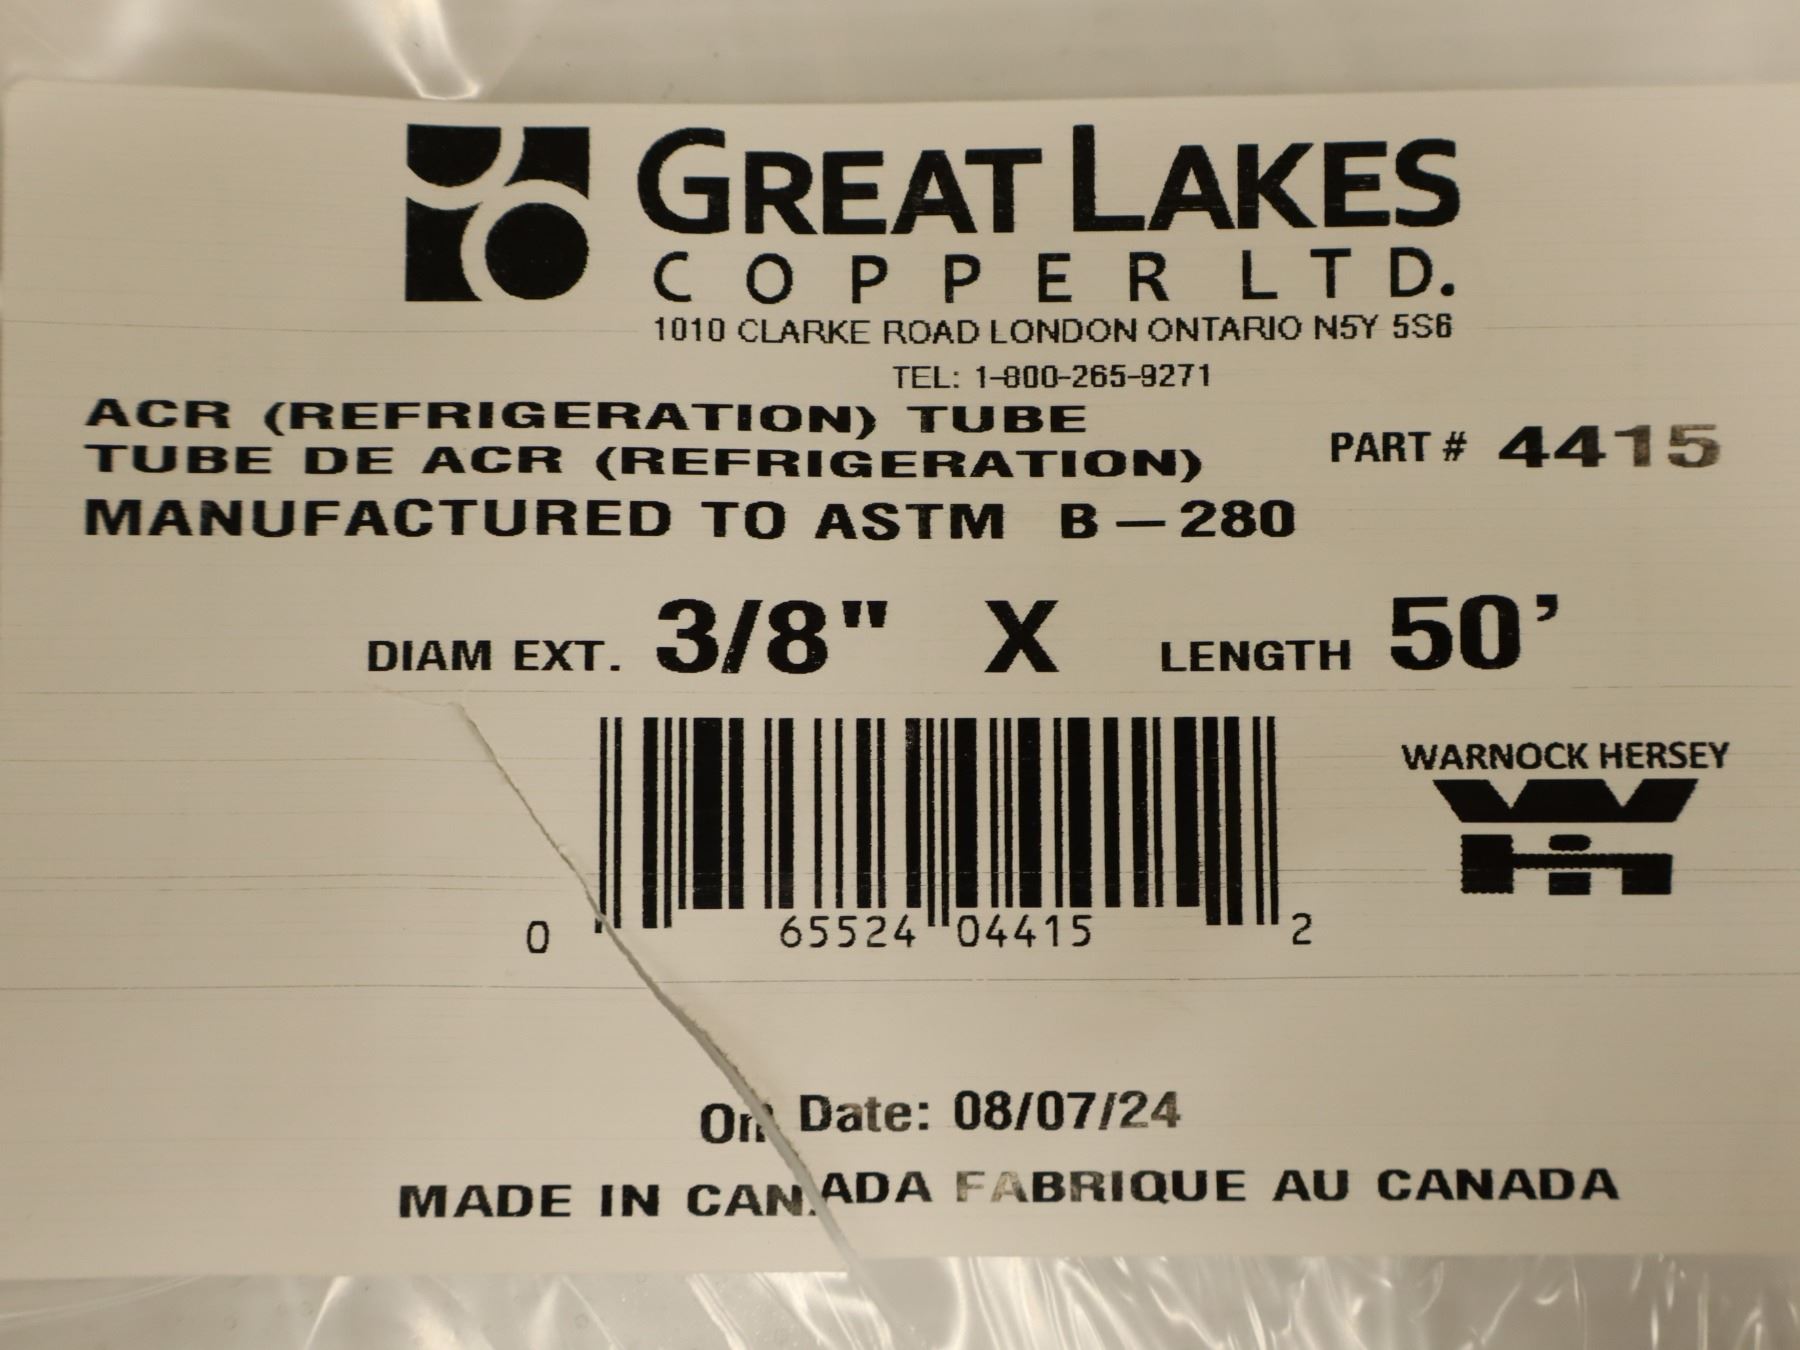 GREAT LAKES
COPPER LTD.
1010 CLARKE ROAD LONDON ONTARIO N5Y 5S6
TEL: 1-800-265-9271
ACR (REFRIGERATION) TUBE
TUBE DE ACR (REFRIGERATION)
PART # 4415
MANUFACTURED TO ASTM B-280
DIAM EXT. 3/8" X LENGTH 50'
WARNOCK HERSEY
0 65524 04415 2
Date: 08/07/24
MADE IN CANADA FABRIQUE AU CANADA